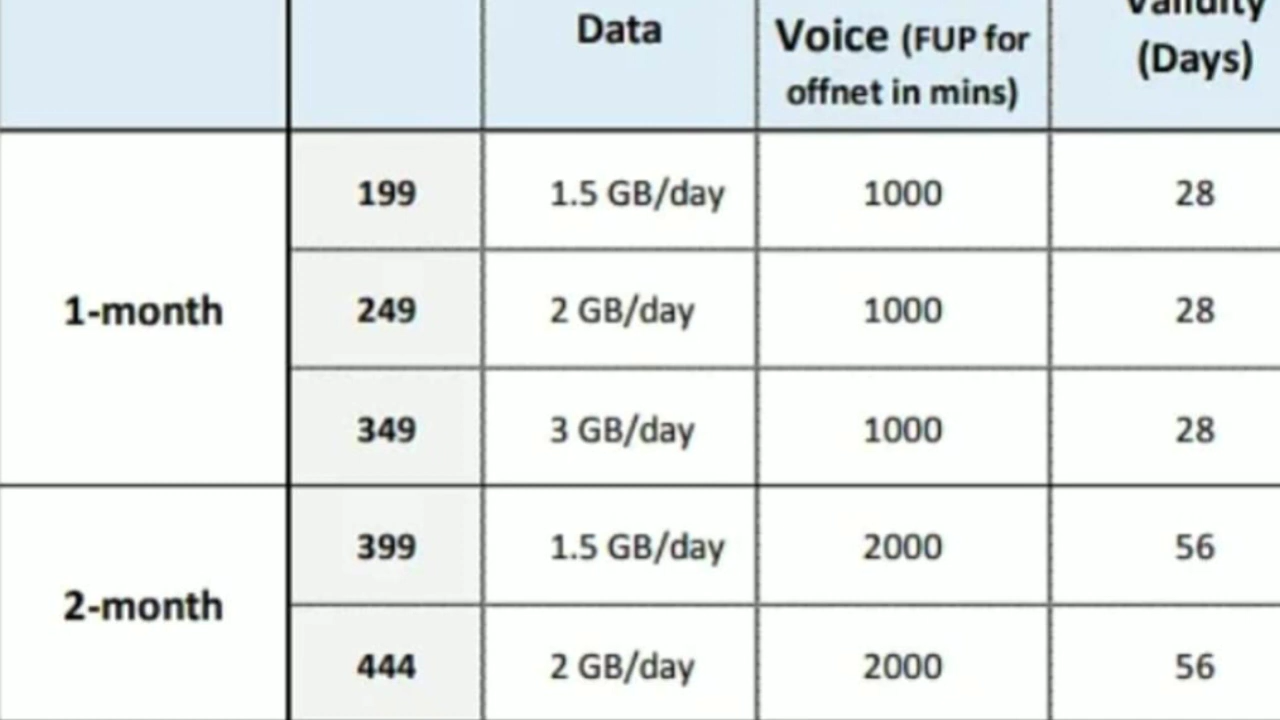 Data
Voice (FUP for
offnet in mins)
Validity
(Days)
1-month
199 1.5 GB/day 1000 28
249 2 GB/day 1000 28
349 3 GB/day 1000 28
2-month
399 1.5 GB/day 2000 56
444 2 GB/day 2000 56